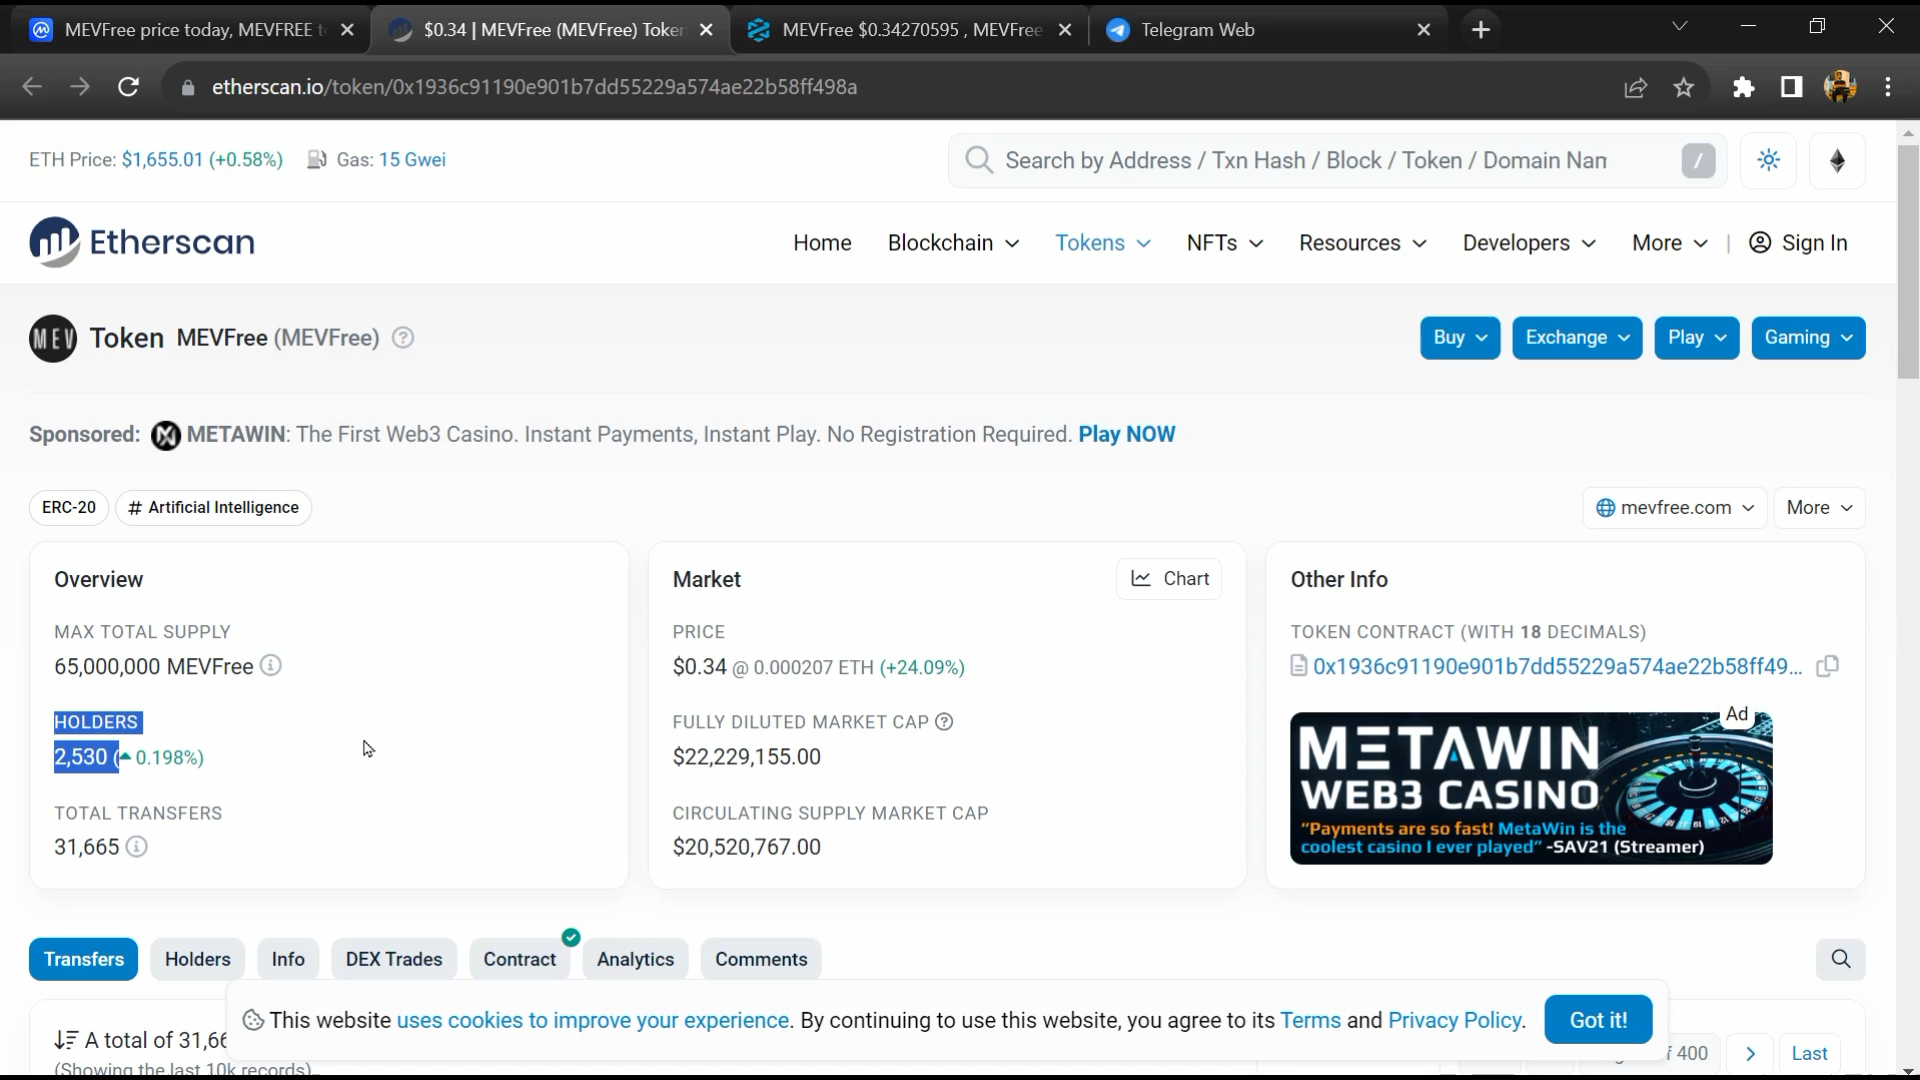 MEVFree price today, MEVFREE t
$0.34 | MEVFree (MEVFree) Token
MEVFree $0.34270595 , MEVFree
Telegram Web
etherscan.io/token/0x1936c91190e901b7dd55229a574ae22b58ff498a
ETH Price: $1,655.01 (+0.58%) Gas: 15 Gwei
Search by Address / Txn Hash / Block / Token / Domain Nam
/
Etherscan
Home Blockchain Tokens NFTs Resources Developers More | Sign In
MEV Token MEVFree (MEVFree)
Buy Exchange Play Gaming
Sponsored: METAWIN: The First Web3 Casino. Instant Payments, Instant Play. No Registration Required. Play NOW
ERC-20 # Artificial Intelligence
mevfree.com More
Overview
MAX TOTAL SUPPLY
65,000,000 MEVFree
HOLDERS
2,530 ( 0.198%)
TOTAL TRANSFERS
31,665
Market
Chart
PRICE
$0.34 @ 0.000207 ETH (+24.09%)
FULLY DILUTED MARKET CAP
$22,229,155.00
CIRCULATING SUPPLY MARKET CAP
$20,520,767.00
Other Info
TOKEN CONTRACT (WITH 18 DECIMALS)
0x1936c91190e901b7dd55229a574ae22b58ff49...
Ad
METAWIN
WEB3 CASINO
"Payments are so fast! MetaWin is the
coolest casino I ever played" -SAV21 (Streamer)
Transfers Holders Info DEX Trades Contract Analytics Comments
This website uses cookies to improve your experience. By continuing to use this website, you agree to its Terms and Privacy Policy.
Got it!
A total of 31,66
(Showing the last 10k records)
f 400
Last